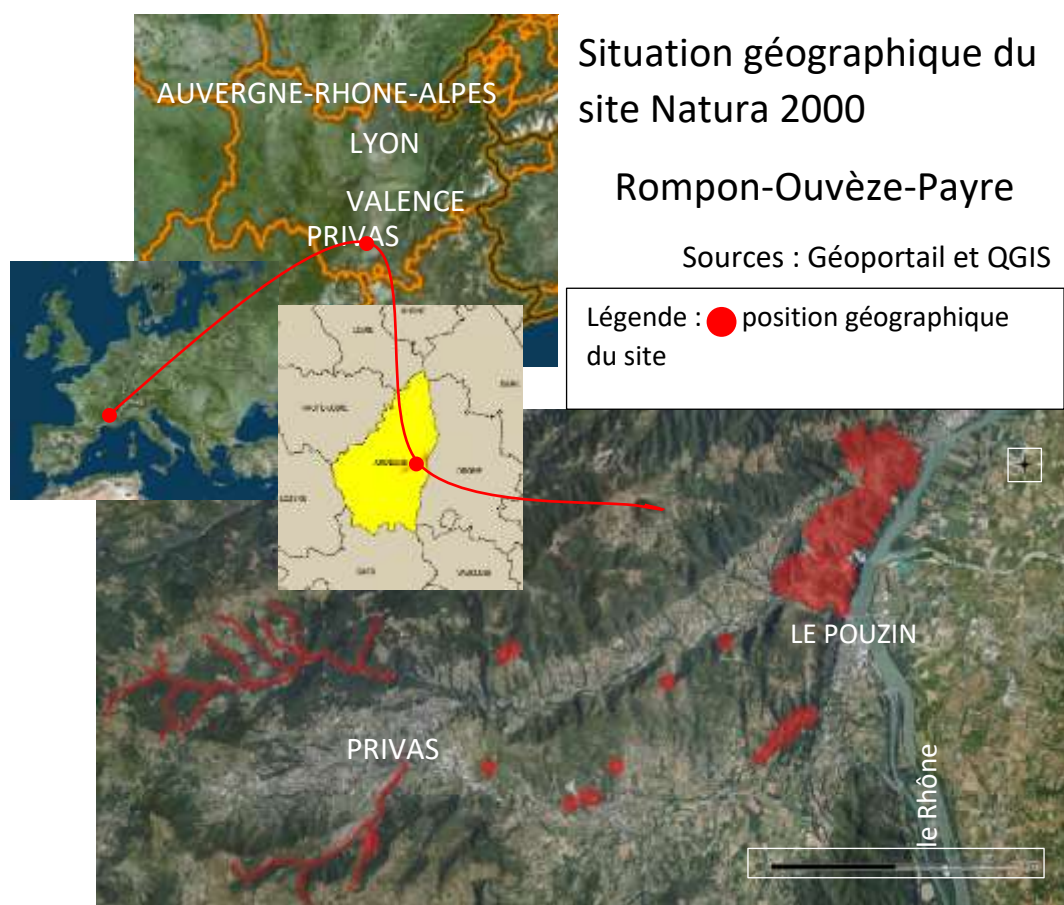 Situation géographique du
site Natura 2000
Rompon-Ouvèze-Payre
Sources : Géoportail et QGIS
Légende : position géographique
du site
AUVERGNE-RHONE-ALPES
LYON
VALENCE
PRIVAS
LE POUZIN
PRIVAS
le Rhône